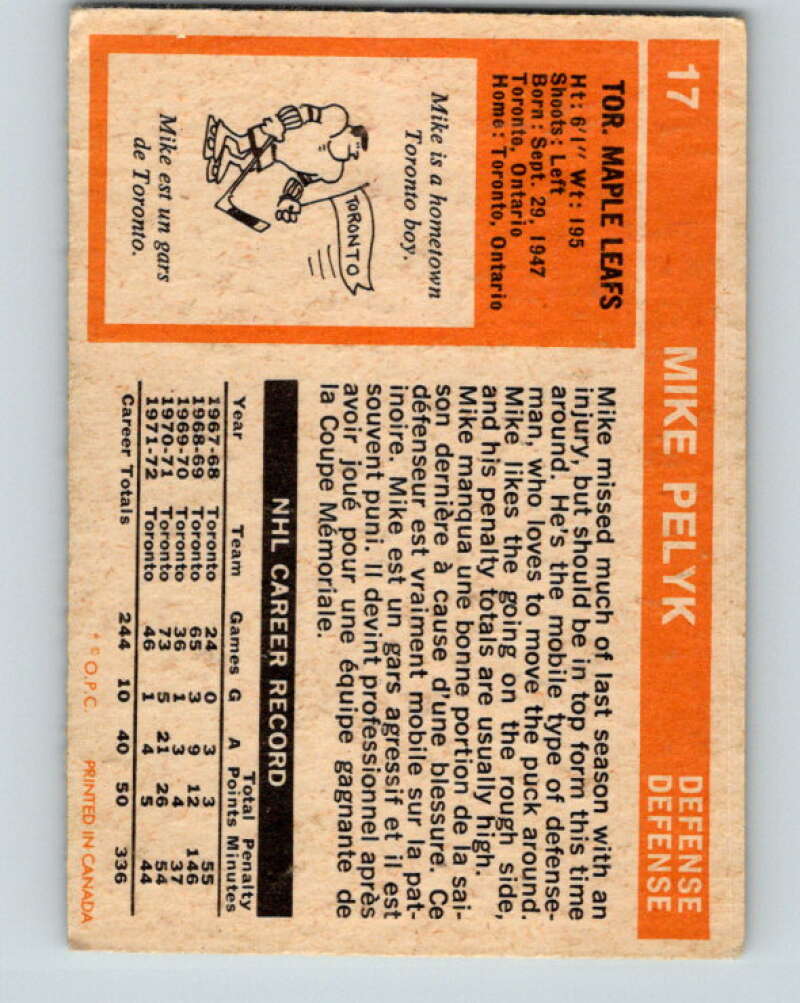 17 MIKE PELYK DEFENSE
DEFENSE
TOR. MAPLE LEAFS
Ht: 6'1" Wt: 195
Shoots: Left
Born: Sept. 29, 1947
Toronto, Ontario
Home: Toronto, Ontario
Mike is a hometown
Toronto boy.
TORONTO
Mike est un gars
de Toronto.
Mike missed much of last season with an
injury, but should be in top form this time
around. He's the mobile type of defense-
man, who loves to move the puck around.
Mike likes the going on the rough side,
and his penalty totals are usually high.
Mike manqua une bonne portion de la sai-
son dernière à cause d'une blessure. Ce
défenseur est vraiment mobile sur la pat-
inoire. Mike est un gars agressif et il est
souvent puni. Il devint professionnel après
avoir joué pour une équipe gagnante de
la Coupe Mémoriale.
NHL CAREER RECORD
Total Penalty
Year Team Games G A Points Minutes
1967-68 Toronto 24 0 3 3 55
1968-69 Toronto 65 3 9 12 146
1969-70 Toronto 36 1 3 4 37
1970-71 Toronto 73 5 21 26 54
1971-72 Toronto 46 1 4 5 44
Career Totals 244 10 40 50 336
* © O.P.C. PRINTED IN CANADA